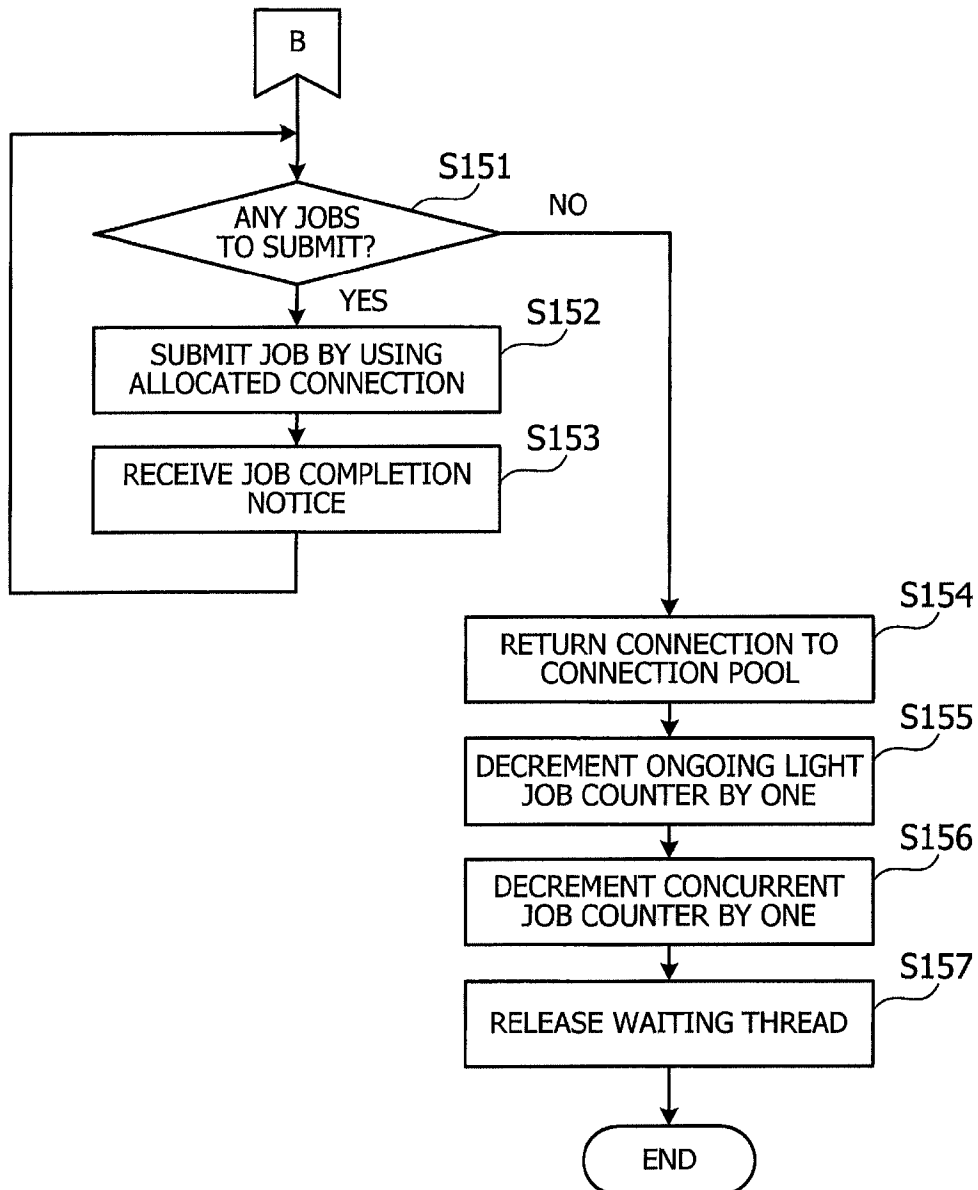 B
S151
ANY JOBS
TO SUBMIT?
NO
YES
S152
SUBMIT JOB BY USING
ALLOCATED CONNECTION
S153
RECEIVE JOB COMPLETION
NOTICE
S154
RETURN CONNECTION TO
CONNECTION POOL
S155
DECREMENT ONGOING LIGHT
JOB COUNTER BY ONE
S156
DECREMENT CONCURRENT
JOB COUNTER BY ONE
S157
RELEASE WAITING THREAD
END